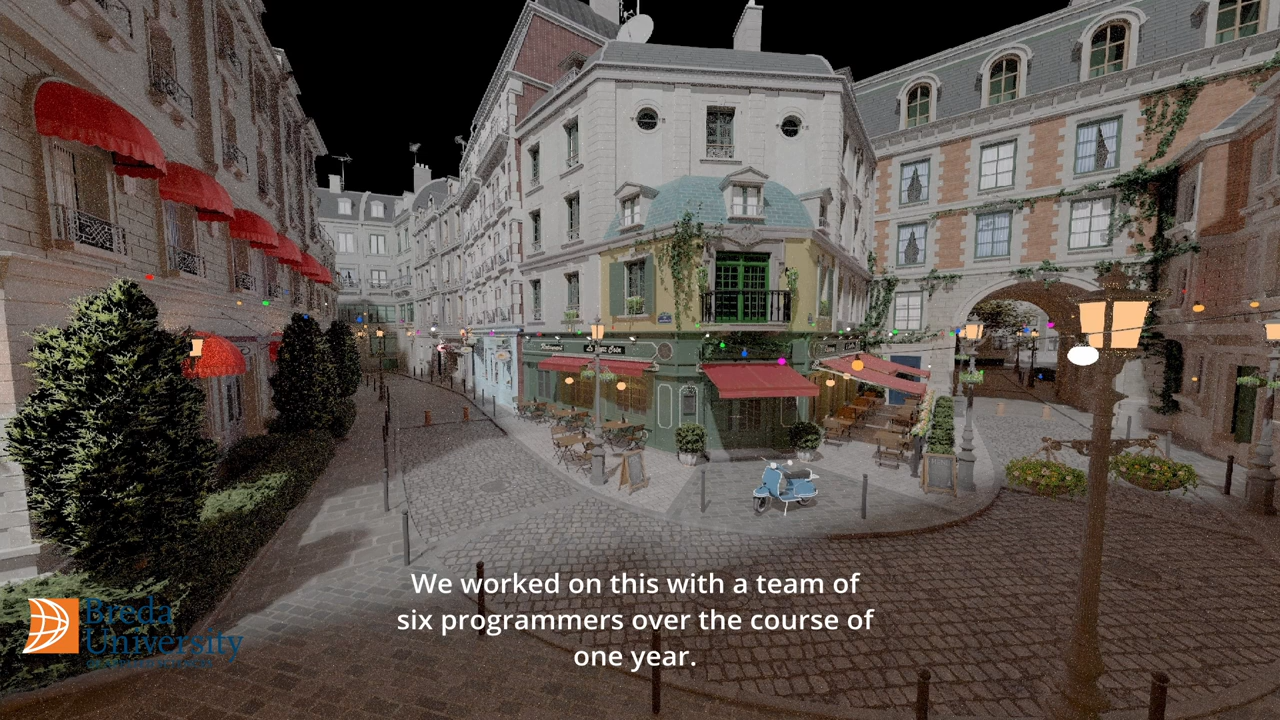 We worked on this with a team of
six programmers over the course of
one year.
Breda
University